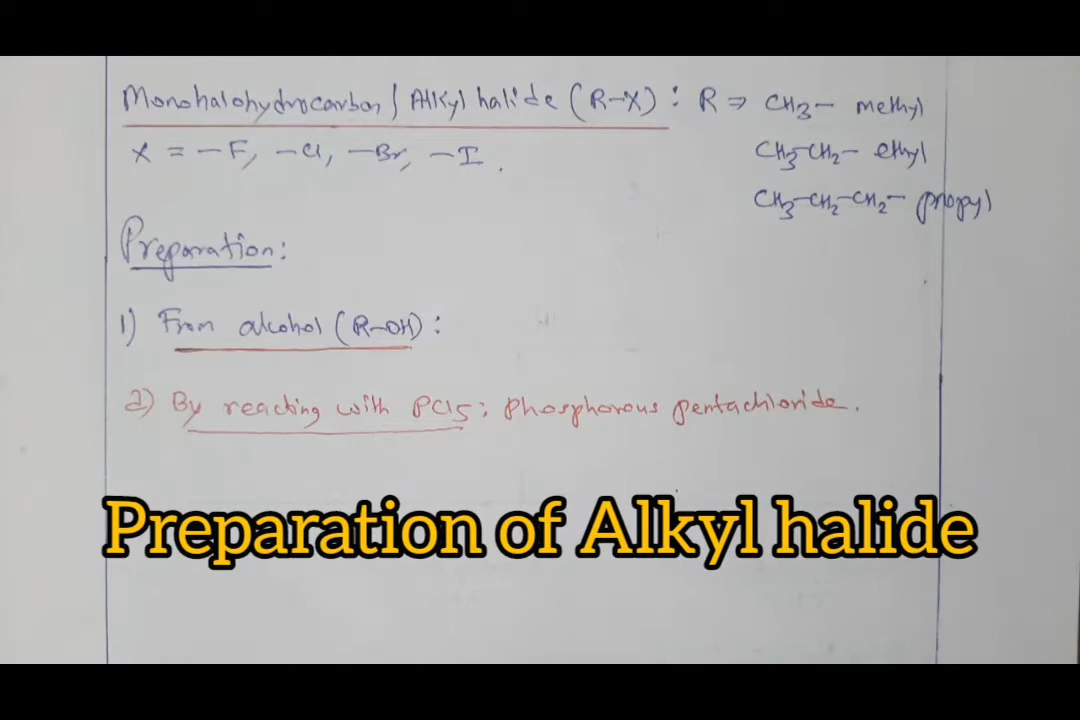 Monohalohydrocarbon / Alkyl halide (R-X) : R ⇒ CH3- methyl
X = -F, -Cl, -Br, -I .
CH3-CH2- ethyl
CH3-CH2-CH2- propyl
Preparation:
1) From alcohol (R-OH) :
a) By reacting with PCl5 : Phosphorous pentachloride.
Preparation of Alkyl halide